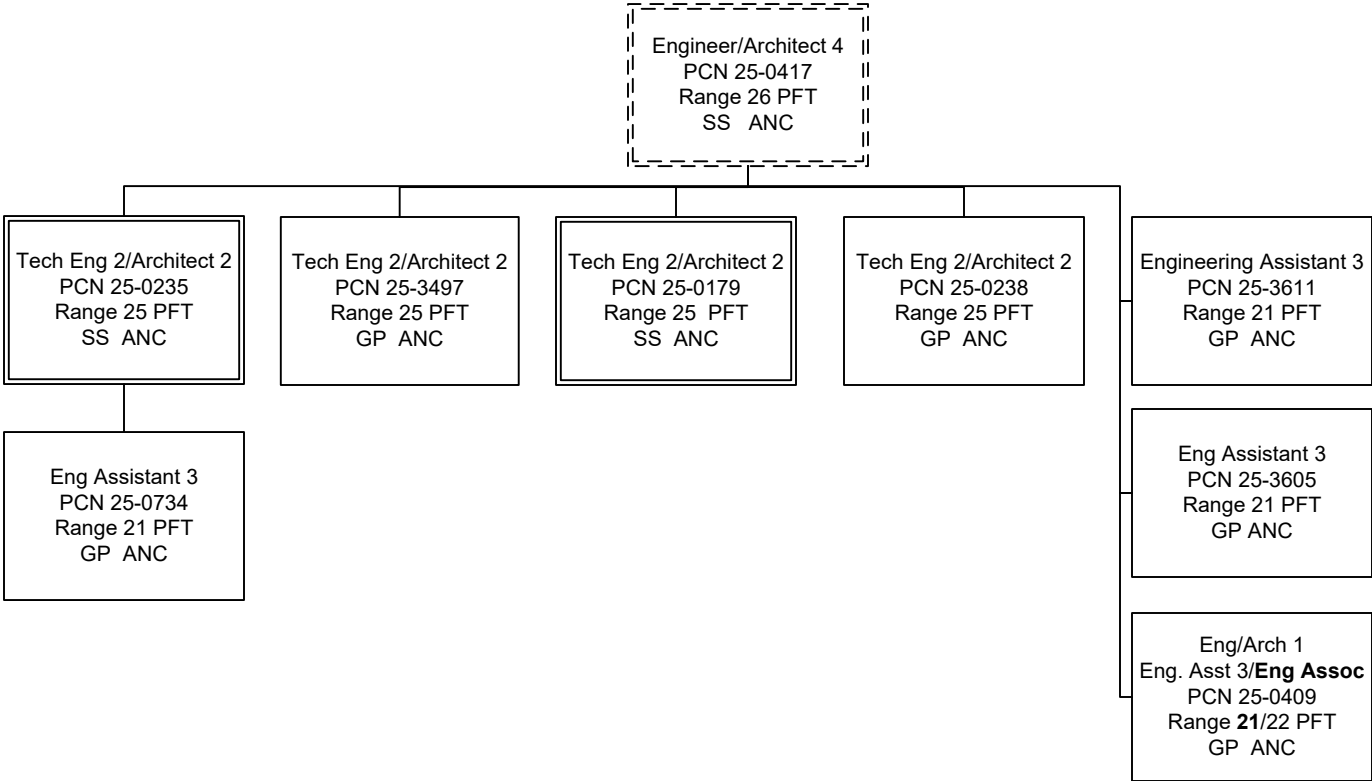 Engineer/Architect 4
PCN 25-0417
Range 26 PFT
SS ANC
Tech Eng 2/Architect 2
PCN 25-0235
Range 25 PFT
SS ANC
Tech Eng 2/Architect 2
PCN 25-3497
Range 25 PFT
GP ANC
Tech Eng 2/Architect 2
PCN 25-0179
Range 25 PFT
SS ANC
Tech Eng 2/Architect 2
PCN 25-0238
Range 25 PFT
GP ANC
Engineering Assistant 3
PCN 25-3611
Range 21 PFT
GP ANC
Eng Assistant 3
PCN 25-0734
Range 21 PFT
GP ANC
Eng Assistant 3
PCN 25-3605
Range 21 PFT
GP ANC
Eng/Arch 1
Eng. Asst 3/Eng Assoc
PCN 25-0409
Range 21/22 PFT
GP ANC